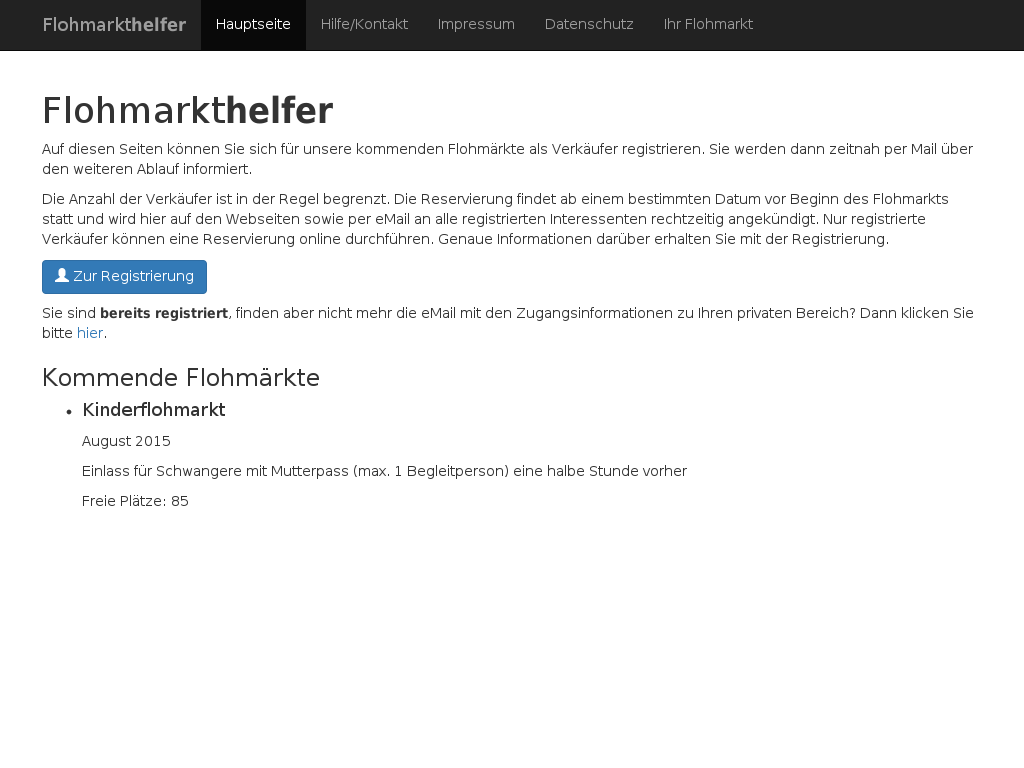 Flohmarkthelfer Hauptseite Hilfe/Kontakt Impressum Datenschutz Ihr Flohmarkt
Flohmarkthelfer
Auf diesen Seiten können Sie sich für unsere kommenden Flohmärkte als Verkäufer registrieren. Sie werden dann zeitnah per Mail über
den weiteren Ablauf informiert.
Die Anzahl der Verkäufer ist in der Regel begrenzt. Die Reservierung findet ab einem bestimmten Datum vor Beginn des Flohmarkts
statt und wird hier auf den Webseiten sowie per eMail an alle registrierten Interessenten rechtzeitig angekündigt. Nur registrierte
Verkäufer können eine Reservierung online durchführen. Genaue Informationen darüber erhalten Sie mit der Registrierung.
Zur Registrierung
Sie sind bereits registriert, finden aber nicht mehr die eMail mit den Zugangsinformationen zu Ihren privaten Bereich? Dann klicken Sie
bitte hier.
Kommende Flohmärkte
• Kinderflohmarkt
August 2015
Einlass für Schwangere mit Mutterpass (max. 1 Begleitperson) eine halbe Stunde vorher
Freie Plätze: 85